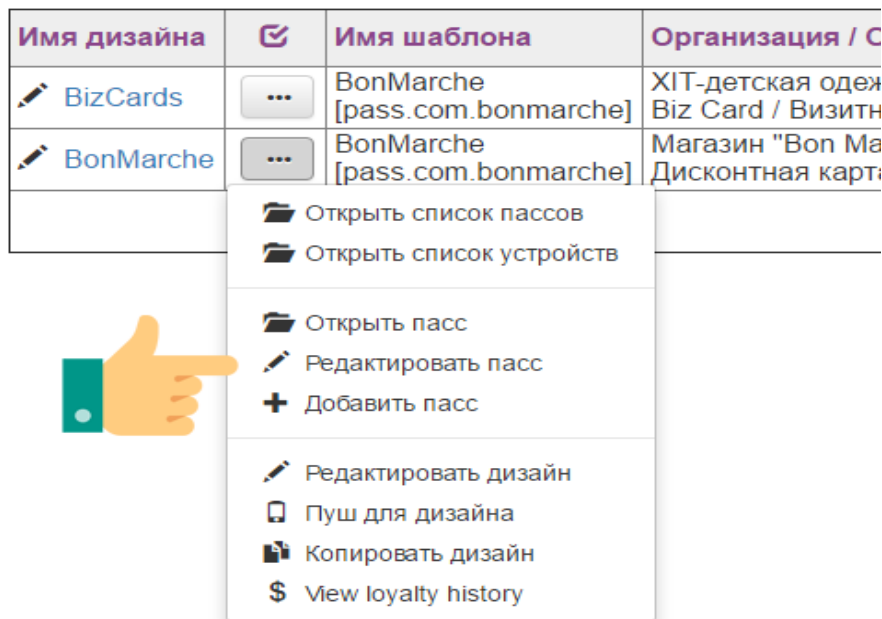 Имя дизайна Имя шаблона Организация / О
BizCards ... BonMarche ХІТ-детская одеж
[pass.com.bonmarche] Biz Card / Визитн
BonMarche ... BonMarche Магазин "Bon Ma
[pass.com.bonmarche] Дисконтная карта
Открыть список пассов
Открыть список устройств
Открыть пасс
Редактировать пасс
Добавить пасс
Редактировать дизайн
Пуш для дизайна
Копировать дизайн
$ View loyalty history